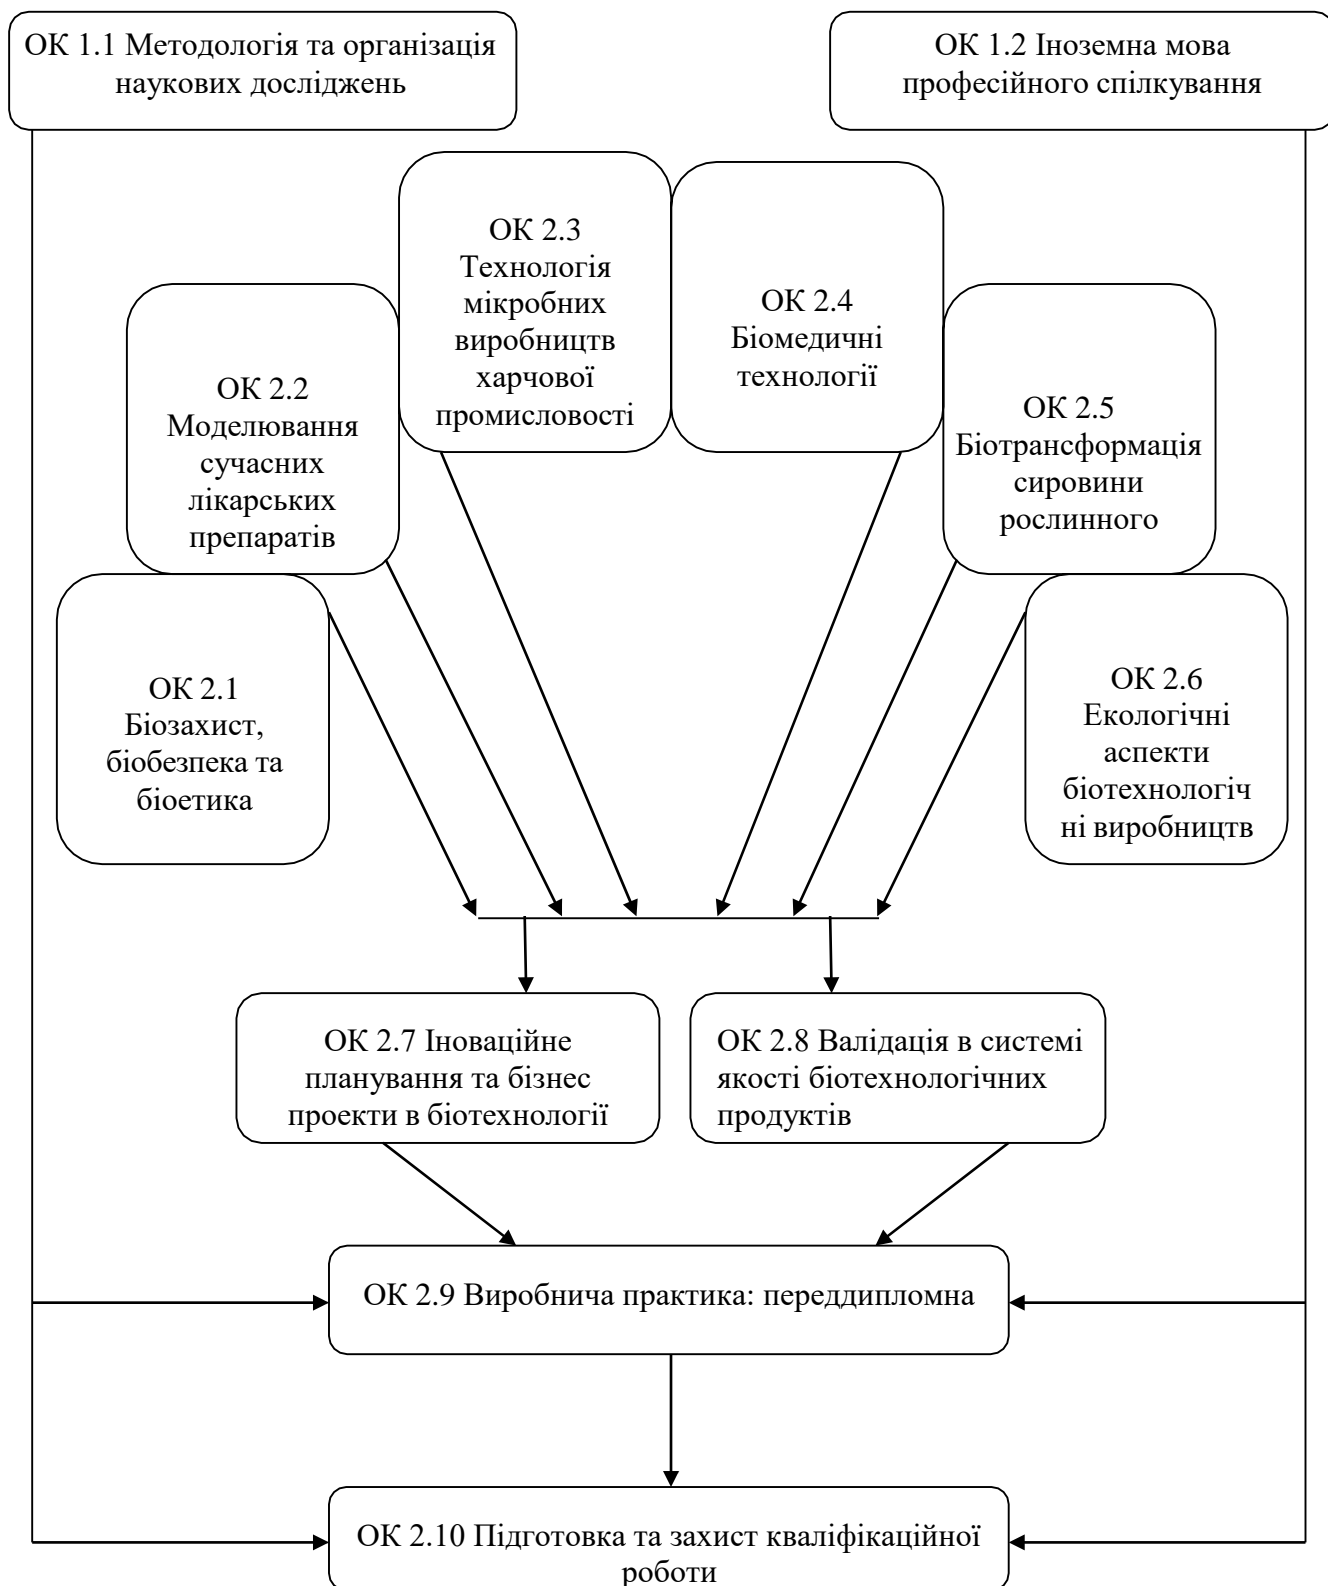 ОК 1.1 Методологія та організація
наукових досліджень
ОК 1.2 Іноземна мова
професійного спілкування
ОК 2.3
Технологія
мікробних
виробництв
харчової
промисловості
ОК 2.4
Біомедичні
технології
ОК 2.2
Моделювання
сучасних
лікарських
препаратів
ОК 2.5
Біотрансформація
сировини
рослинного
ОК 2.1
Біозахист,
біобезпека та
біоетика
ОК 2.6
Екологічні
аспекти
біотехнологіч
ні виробництв
ОК 2.7 Іноваційне
планування та бізнес
проекти в біотехнології
ОК 2.8 Валідація в системі
якості біотехнологічних
продуктів
ОК 2.9 Виробнича практика: переддипломна
ОК 2.10 Підготовка та захист кваліфікаційної
роботи